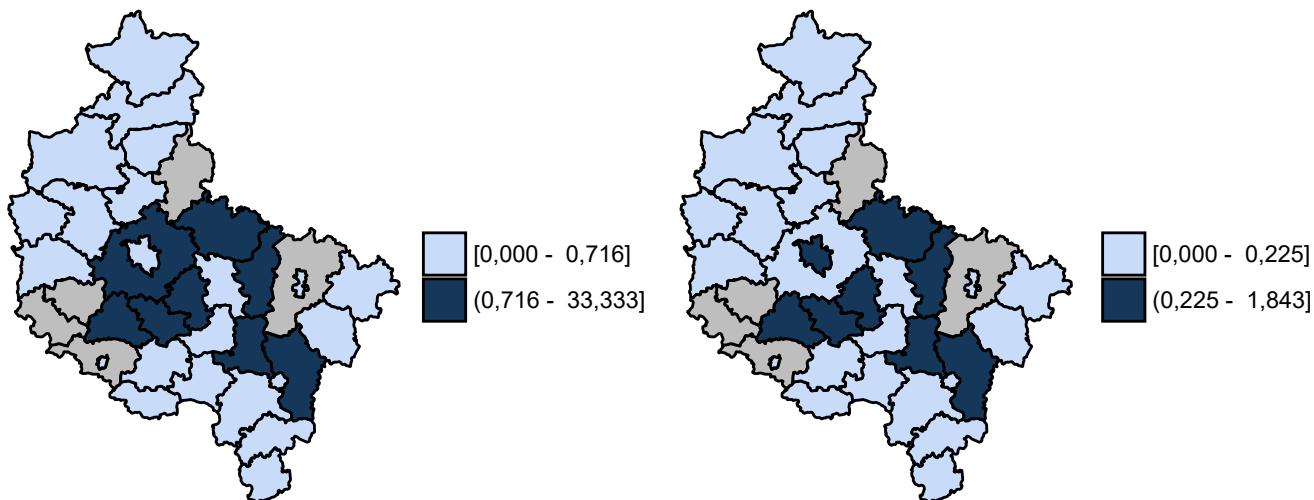 [0,000 -  0,716]
(0,716 - 33,333]
[0,000 -  0,225]
(0,225 -  1,843]